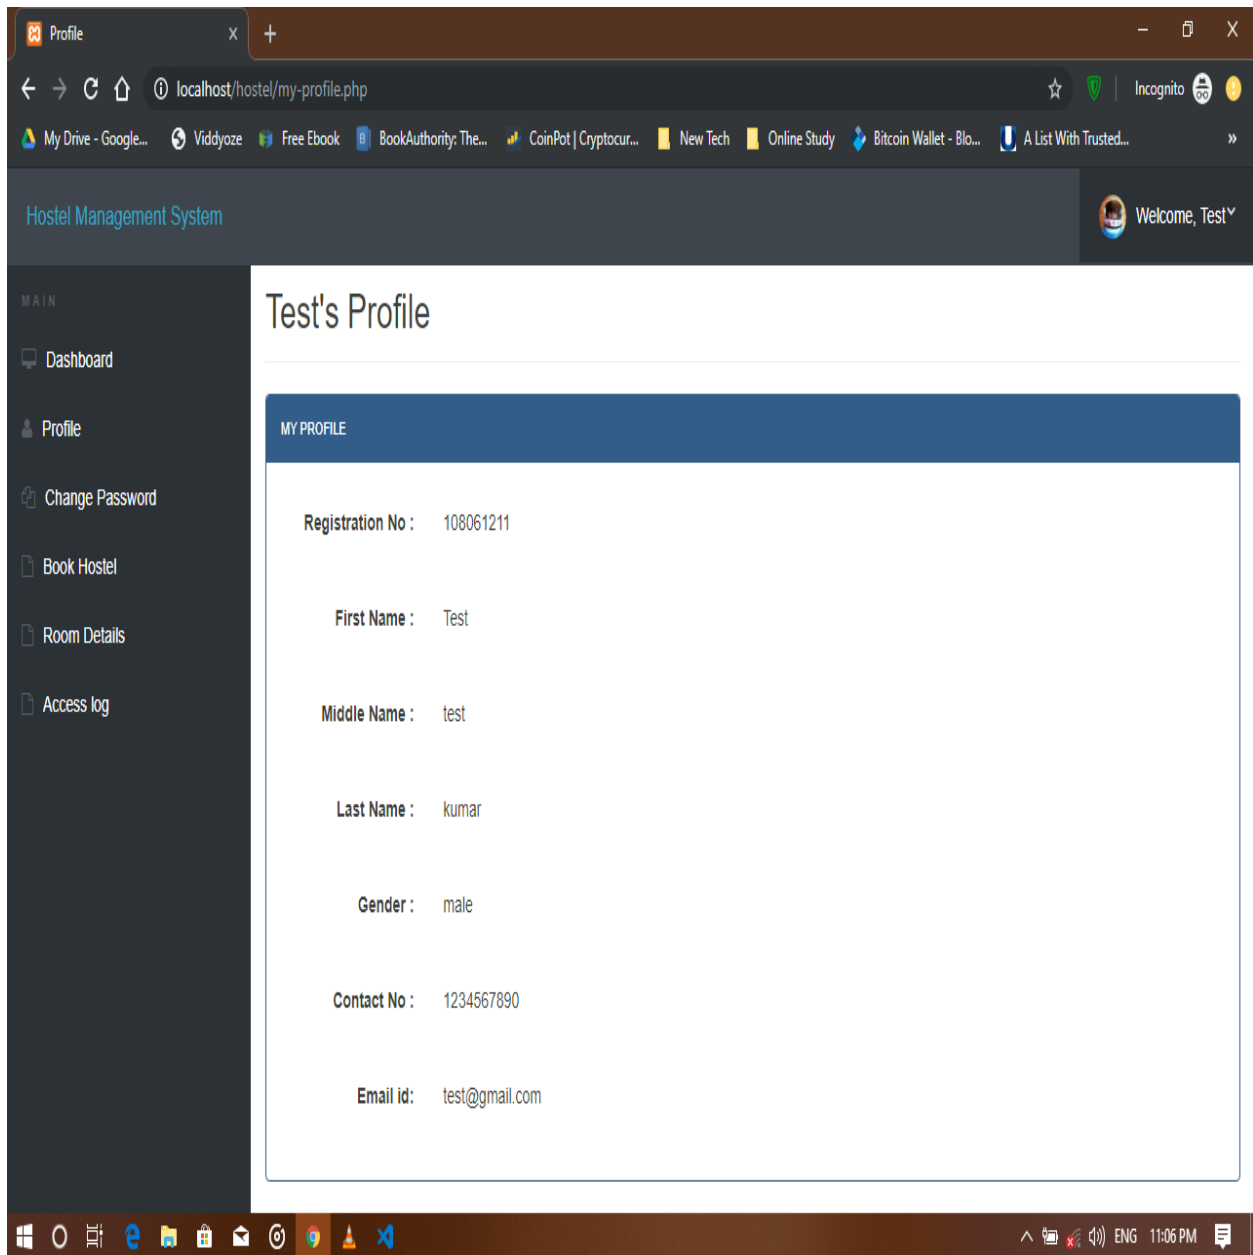 Profile
localhost/hostel/my-profile.php
Incognito
My Drive - Google... Viddyoze Free Ebook BookAuthority: The... CoinPot | Cryptocur... New Tech Online Study Bitcoin Wallet - Blo... A List With Trusted... »
Hostel Management System
Welcome, Test
MAIN
Dashboard
Profile
Change Password
Book Hostel
Room Details
Access log
Test's Profile
MY PROFILE
Registration No : 108061211
First Name : Test
Middle Name : test
Last Name : kumar
Gender : male
Contact No : 1234567890
Email id: test@gmail.com
ENG 11:06 PM